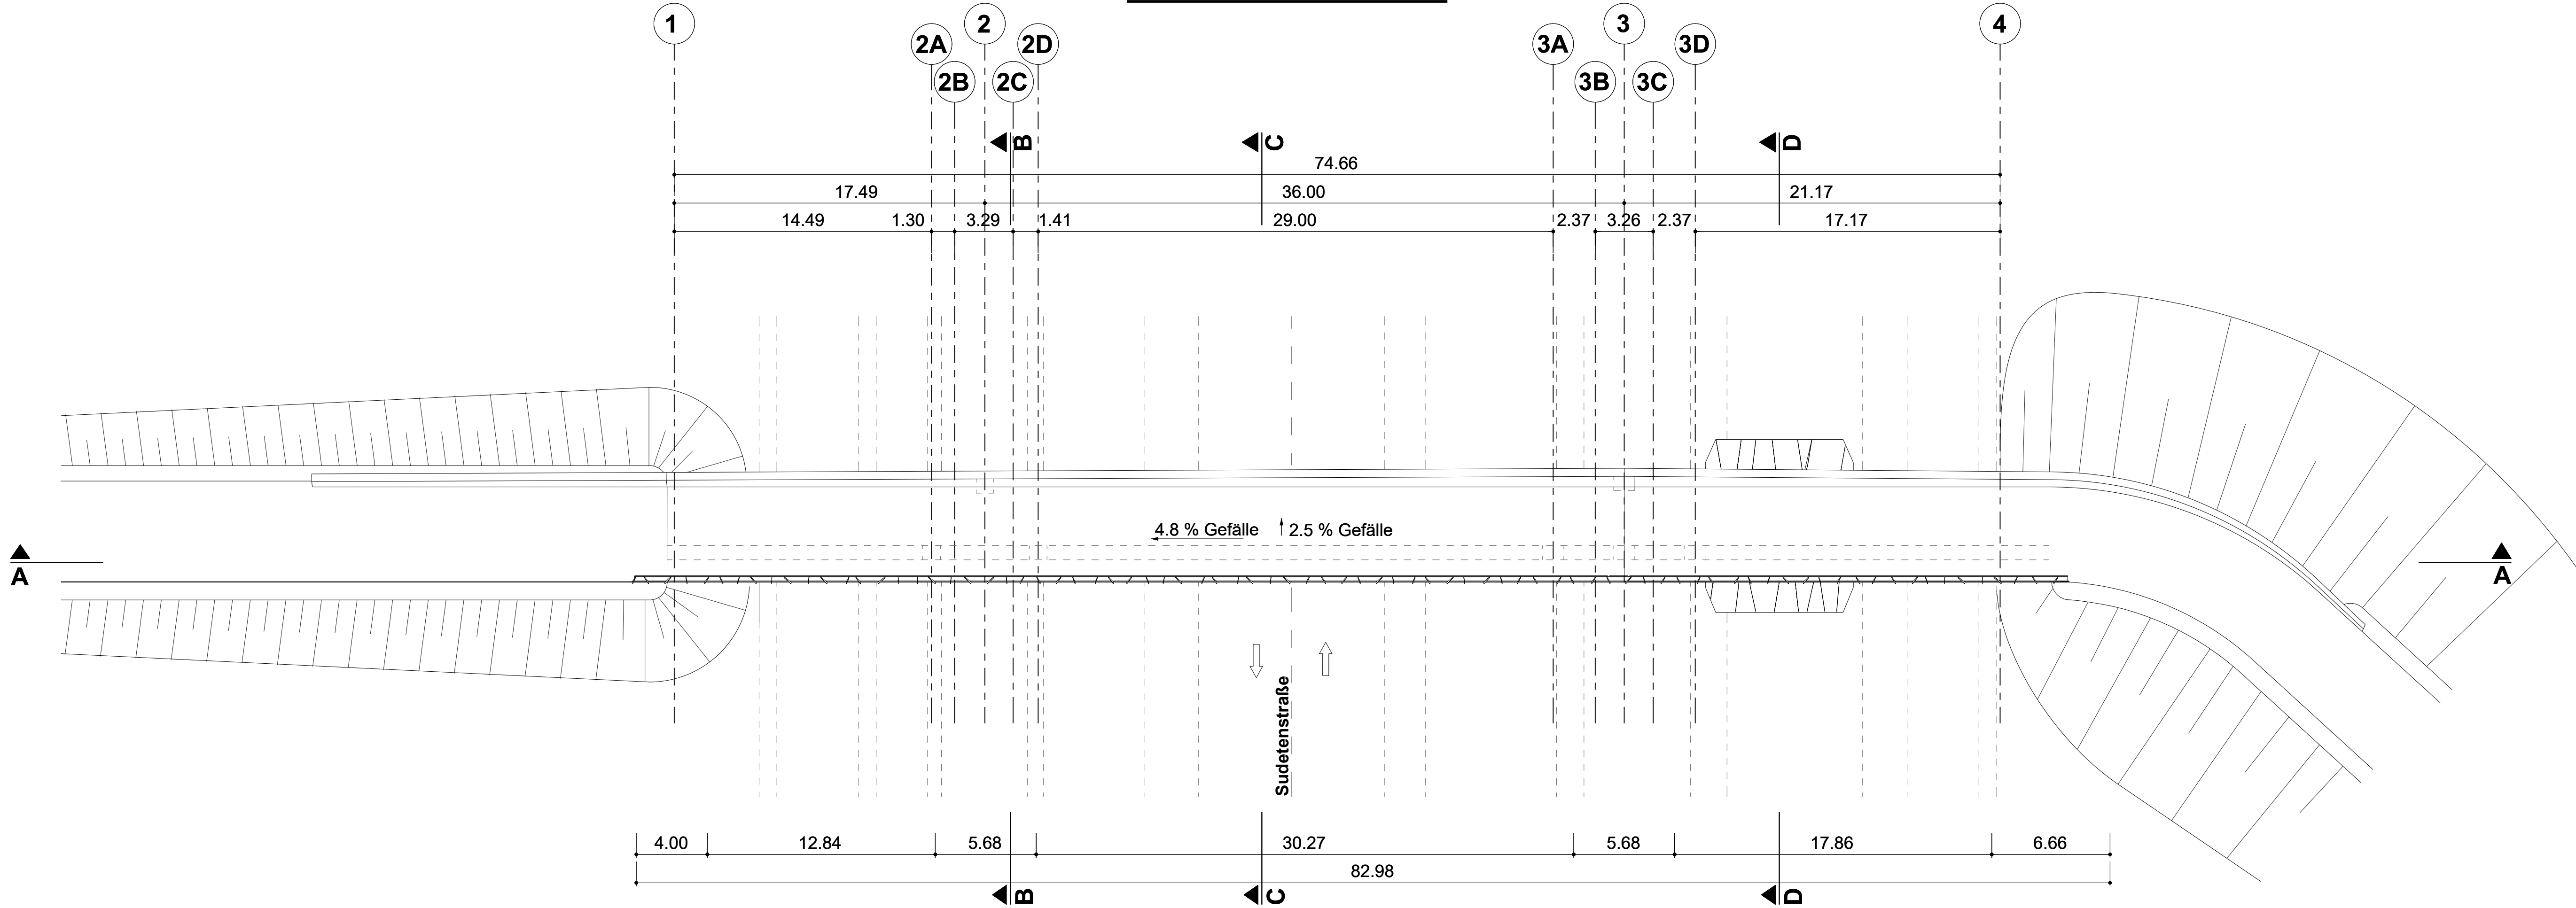 1 2 3 4
2A 2D 3A 3D
2B 2C 3B 3C
B C D
74.66
17.49 36.00 21.17
14.49 1.30 3.29 1.41 29.00 2.37 3.26 2.37 17.17
4.8 % Gefälle 2.5 % Gefälle
A A
Sudetenstraße
4.00 12.84 5.68 30.27 5.68 17.86 6.66
82.98
B C D